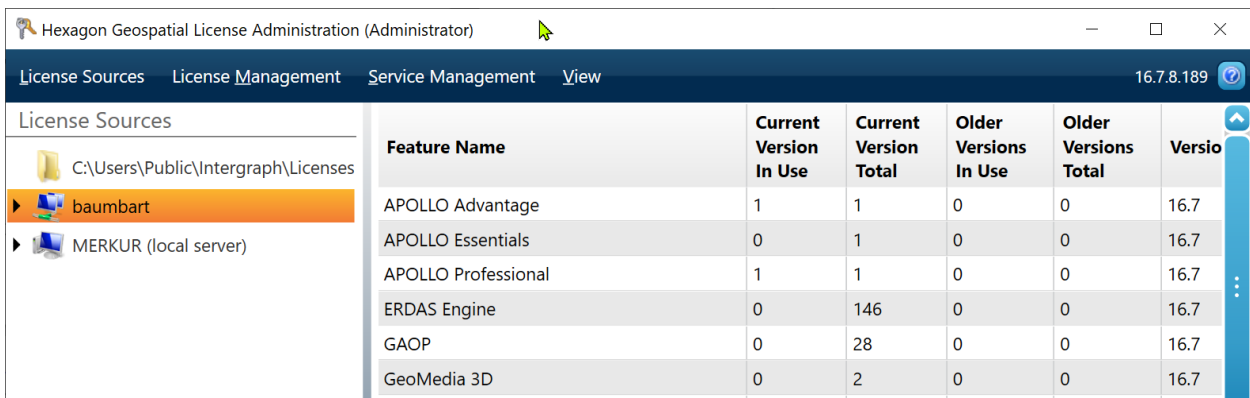 Hexagon Geospatial License Administration (Administrator)
License Sources License Management Service Management View 16.7.8.189
License Sources
C:\Users\Public\Intergraph\Licenses
baumbart
MERKUR (local server)
Feature Name Current Version In Use Current Version Total Older Versions In Use Older Versions Total Versio
APOLLO Advantage 1 1 0 0 16.7
APOLLO Essentials 0 1 0 0 16.7
APOLLO Professional 1 1 0 0 16.7
ERDAS Engine 0 146 0 0 16.7
GAOP 0 28 0 0 16.7
GeoMedia 3D 0 2 0 0 16.7